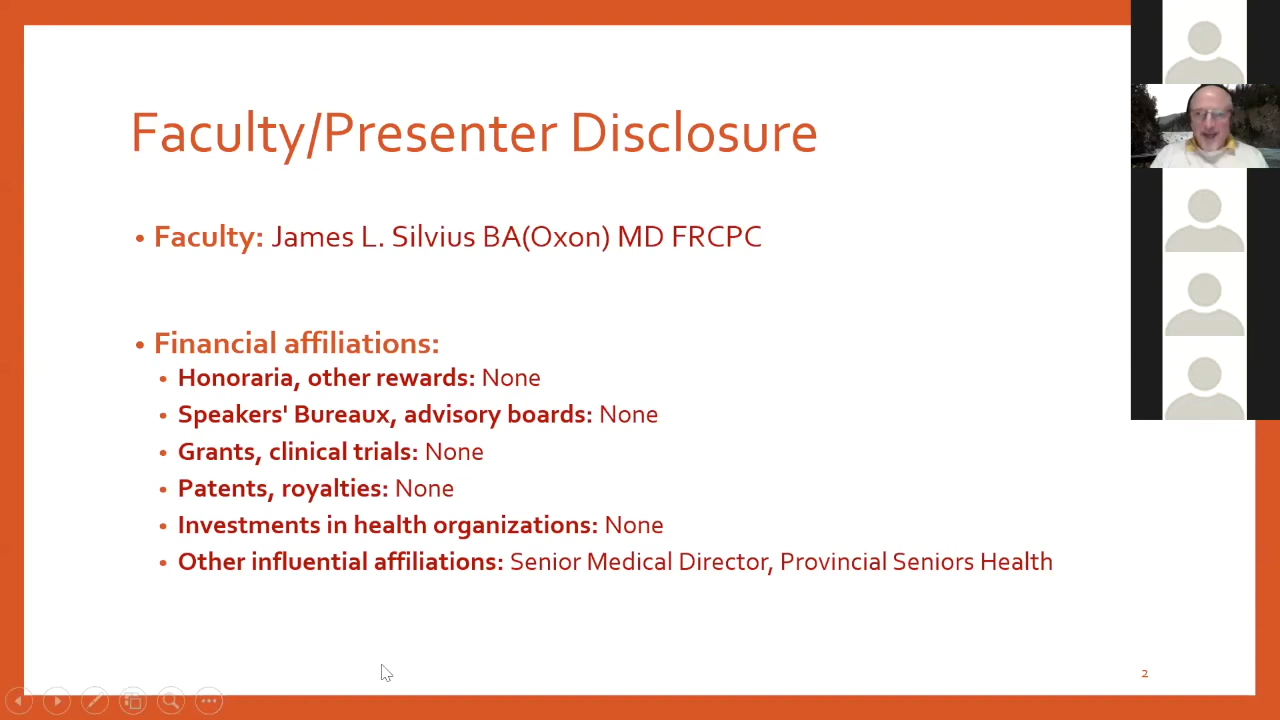 Faculty/Presenter Disclosure
• Faculty: James L. Silvius BA(Oxon) MD FRCPC
• Financial affiliations:
• Honoraria, other rewards: None
• Speakers' Bureaux, advisory boards: None
• Grants, clinical trials: None
• Patents, royalties: None
• Investments in health organizations: None
• Other influential affiliations: Senior Medical Director, Provincial Seniors Health
2